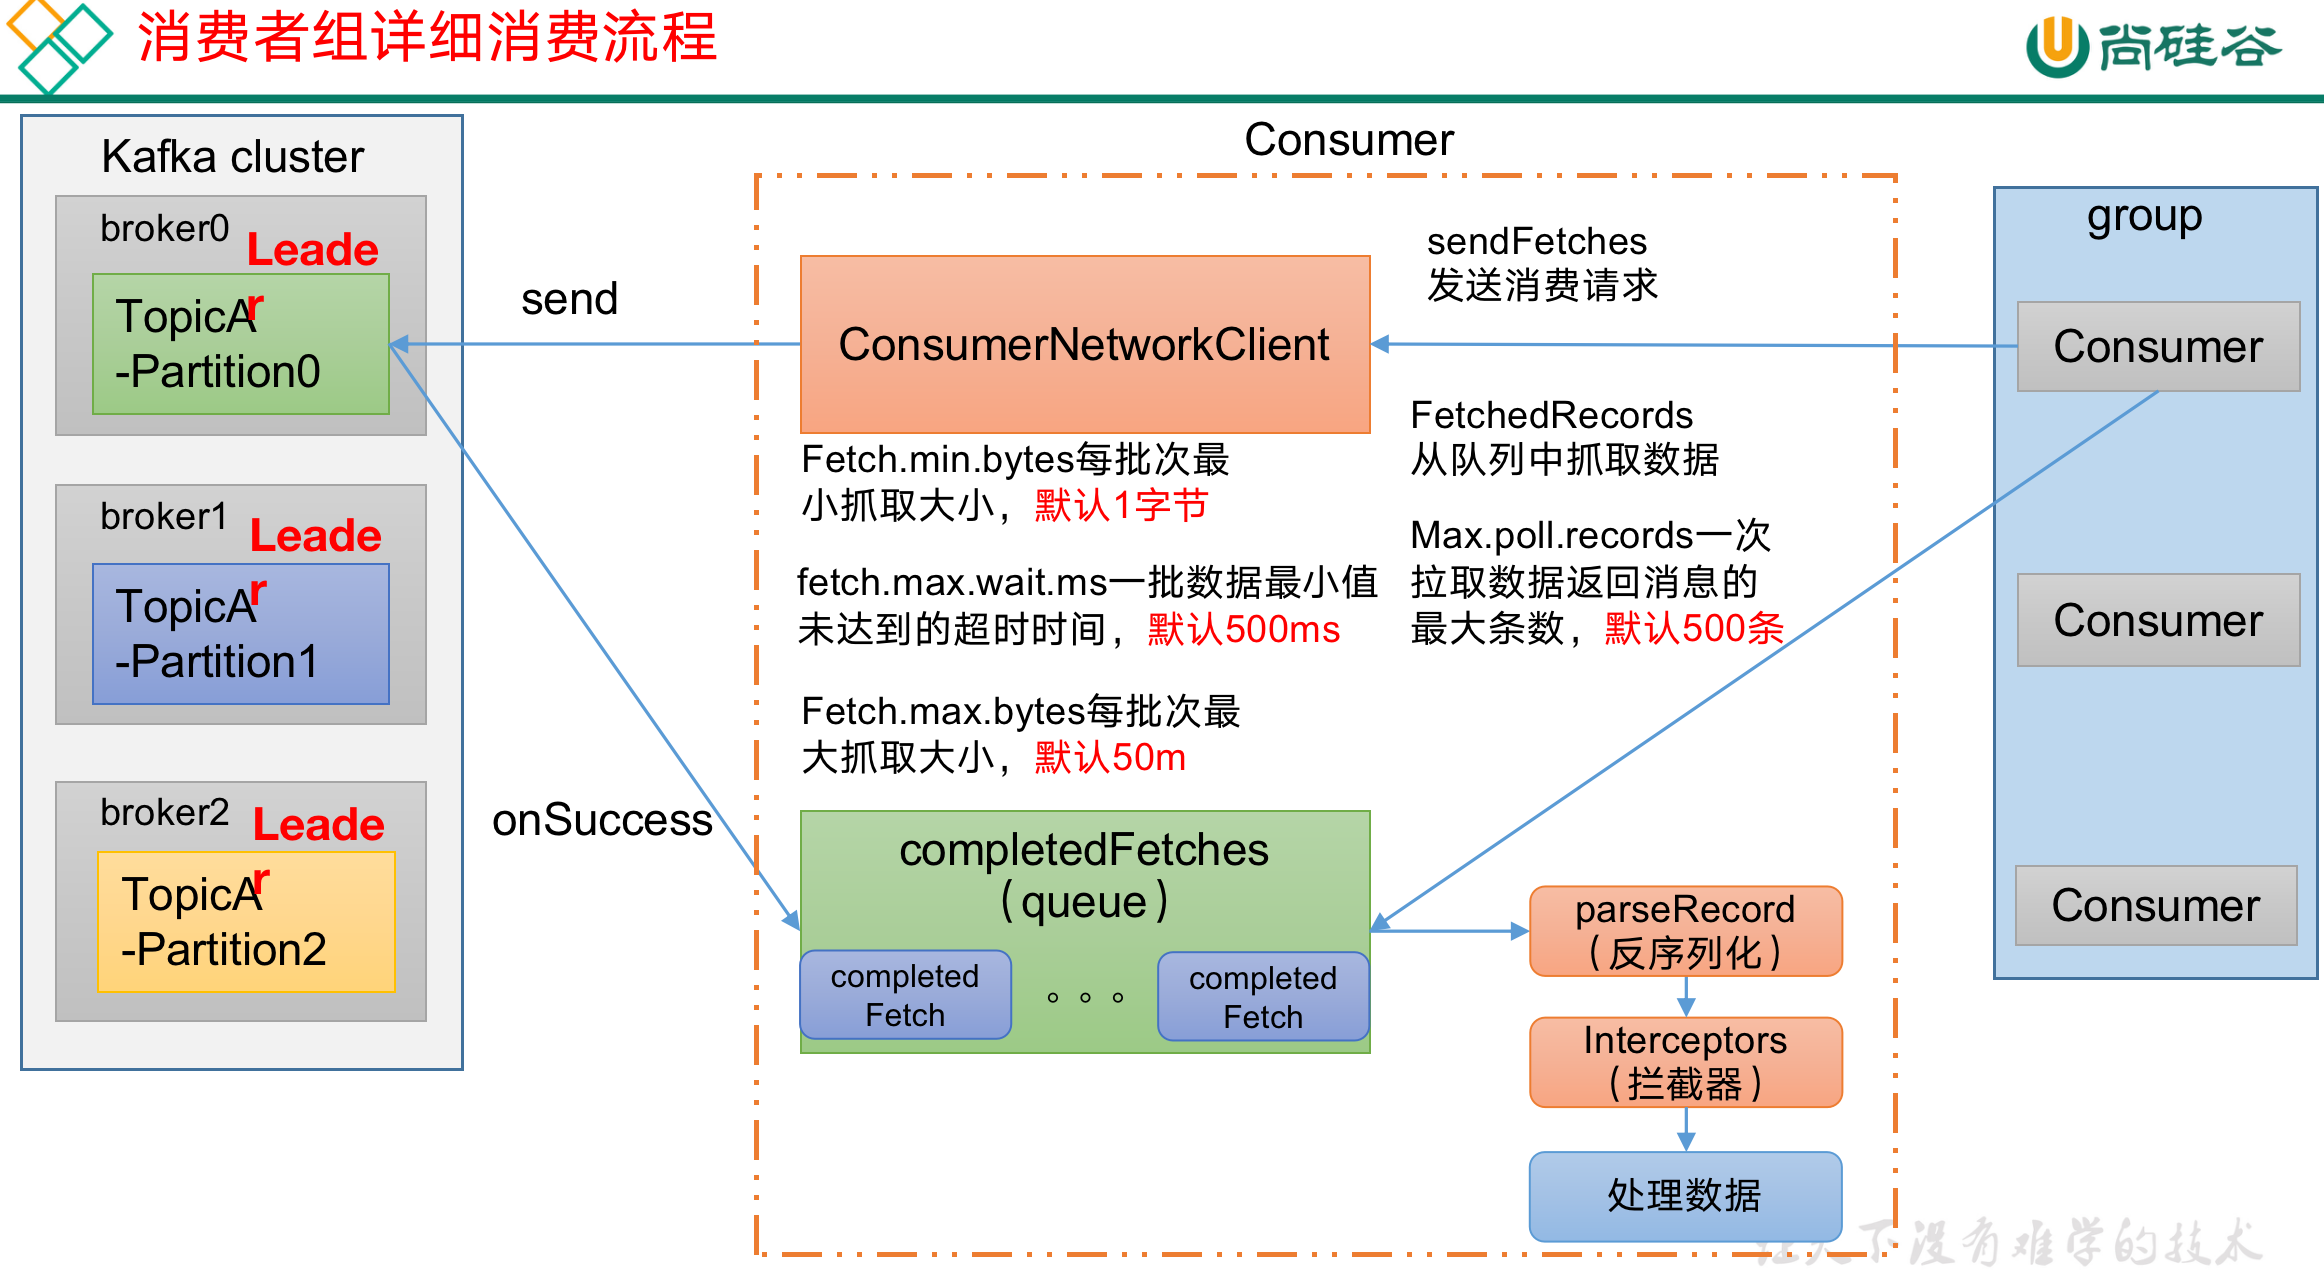 消费者组详细消费流程
尚硅谷
Kafka cluster
broker0
Leade
r
TopicA
-Partition0
broker1
Leade
r
TopicA
-Partition1
broker2
Leade
r
TopicA
-Partition2
send
onSuccess
Consumer
ConsumerNetworkClient
Fetch.min.bytes每批次最
小抓取大小，默认1字节
fetch.max.wait.ms一批数据最小值
未达到的超时时间，默认500ms
Fetch.max.bytes每批次最
大抓取大小，默认50m
completedFetches
（queue）
completed
Fetch
。。。
completed
Fetch
sendFetches
发送消费请求
FetchedRecords
从队列中抓取数据
Max.poll.records一次
拉取数据返回消息的
最大条数，默认500条
parseRecord
（反序列化）
Interceptors
（拦截器）
处理数据
group
Consumer
Consumer
Consumer
让天下没有难学的技术